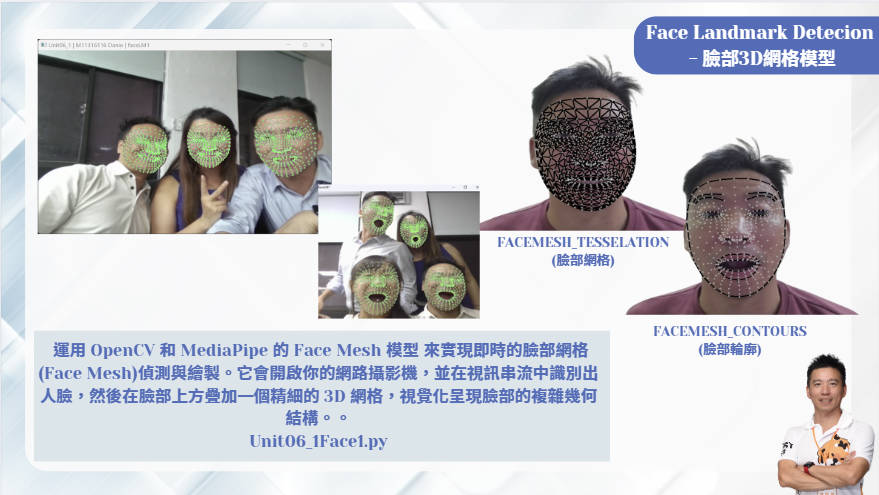 Face Landmark Detecion
- 臉部3D網格模型
Unit06_1 | M11316116 Danie | FaceLM1
FACEMESH_TESSELATION
(臉部網格)
FACEMESH_CONTOURS
(臉部輪廓)
運用 OpenCV 和 MediaPipe 的 Face Mesh 模型 來實現即時的臉部網格
(Face Mesh)偵測與繪製。它會開啟你的網路攝影機，並在視訊串流中識別出
人臉，然後在臉部上方疊加一個精細的 3D 網格，視覺化呈現臉部的複雜幾何
結構。。
Unit06_1Face1.py